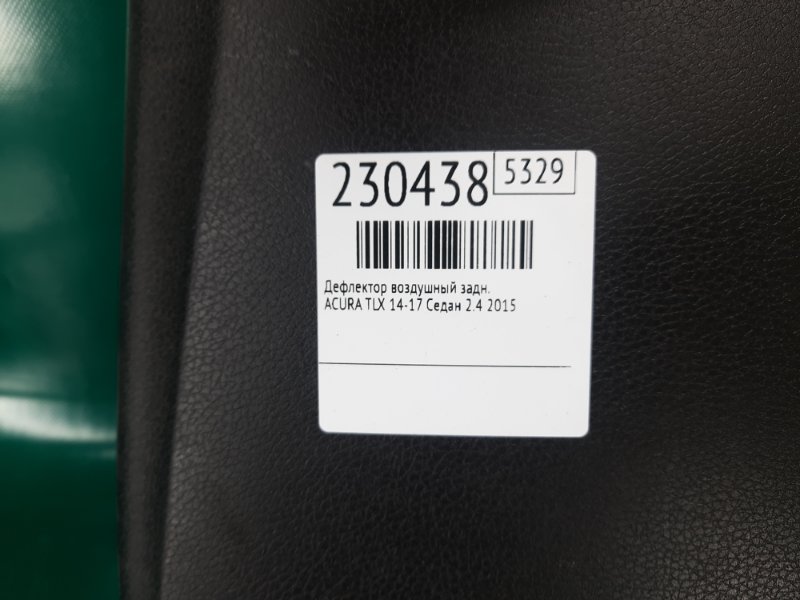 230438 5329
Дефлектор воздушный задн.
ACURA TLX 14-17 Седан 2.4 2015